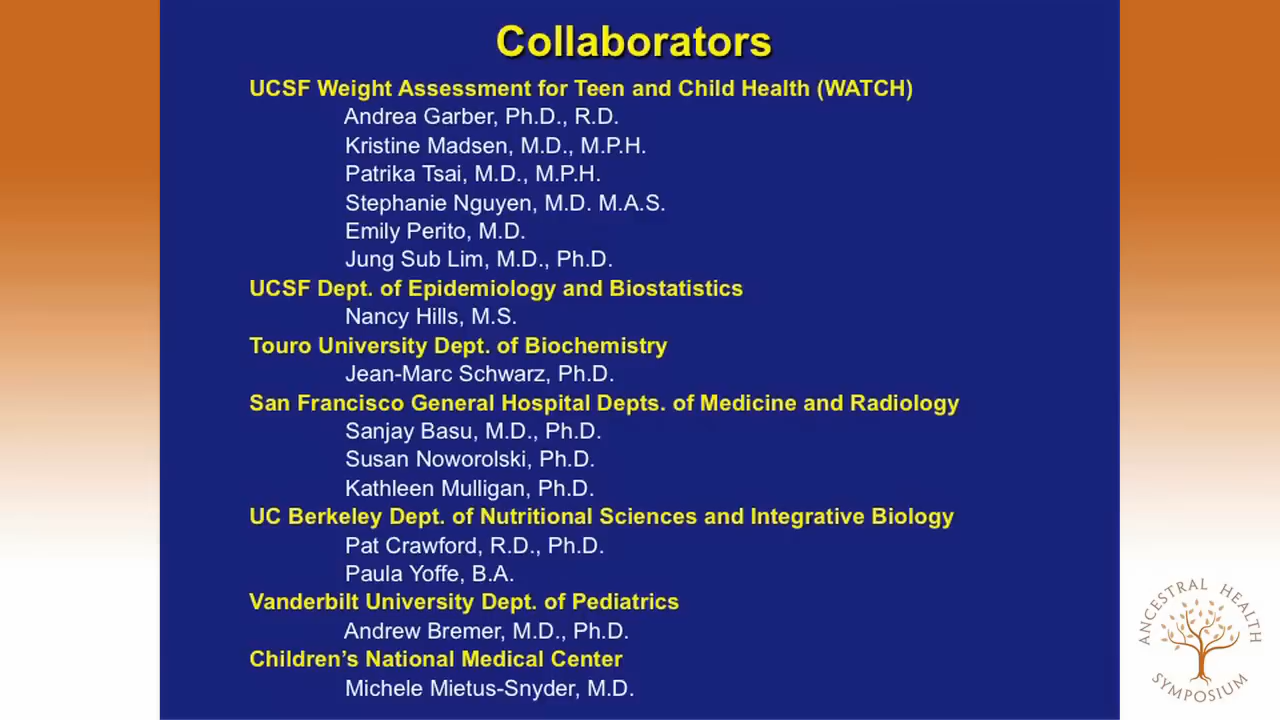 Collaborators
UCSF Weight Assessment for Teen and Child Health (WATCH)
Andrea Garber, Ph.D., R.D.
Kristine Madsen, M.D., M.P.H.
Patrika Tsai, M.D., M.P.H.
Stephanie Nguyen, M.D. M.A.S.
Emily Perito, M.D.
Jung Sub Lim, M.D., Ph.D.
UCSF Dept. of Epidemiology and Biostatistics
Nancy Hills, M.S.
Touro University Dept. of Biochemistry
Jean-Marc Schwarz, Ph.D.
San Francisco General Hospital Depts. of Medicine and Radiology
Sanjay Basu, M.D., Ph.D.
Susan Noworolski, Ph.D.
Kathleen Mulligan, Ph.D.
UC Berkeley Dept. of Nutritional Sciences and Integrative Biology
Pat Crawford, R.D., Ph.D.
Paula Yoffe, B.A.
Vanderbilt University Dept. of Pediatrics
Andrew Bremer, M.D., Ph.D.
Children’s National Medical Center
Michele Mietus-Snyder, M.D.
ANCESTRAL HEALTH
SYMPOSIUM